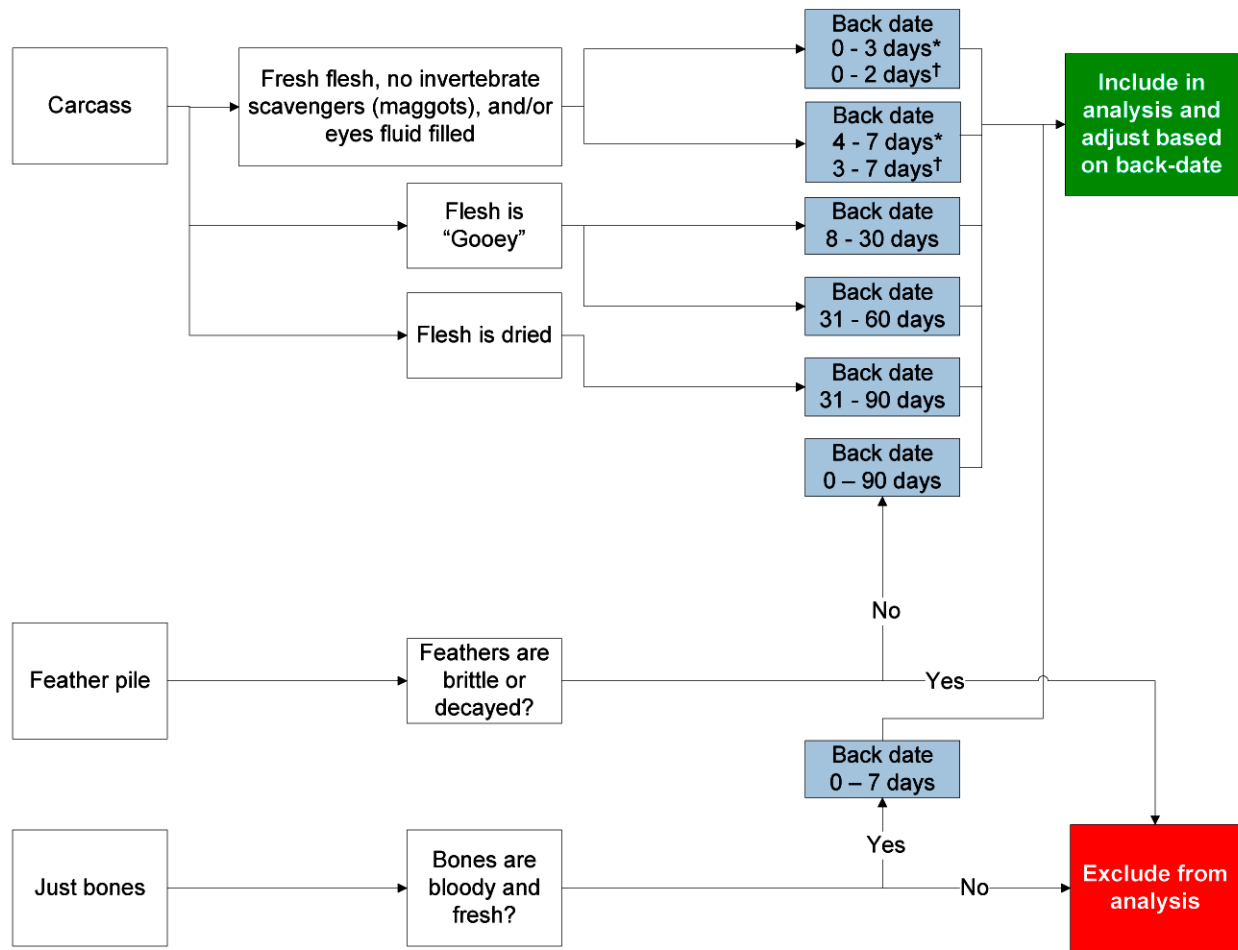 Carcass
Fresh flesh, no invertebrate
scavengers (maggots), and/or
eyes fluid filled
Back date
0 - 3 days*
0 - 2 days†
Back date
4 - 7 days*
3 - 7 days†
Include in
analysis and
adjust based
on back-date
Flesh is
“Gooey”
Back date
8 - 30 days
Back date
31 - 60 days
Flesh is dried
Back date
31 - 90 days
Back date
0 – 90 days
No
Feather pile
Feathers are
brittle or
decayed?
Yes
Back date
0 – 7 days
Yes
Just bones
Bones are
bloody and
fresh?
No
Exclude from
analysis